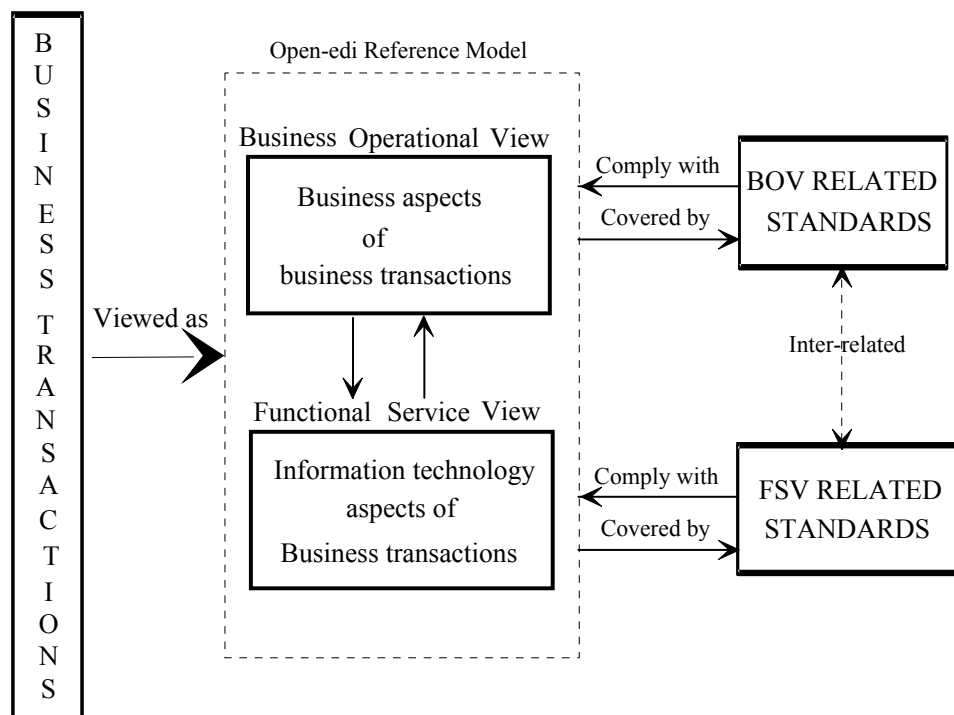 BUSINESS TRANSACTIONS
Viewed as
Open-edi Reference Model
Business Operational View
Business aspects
of
business transactions
Functional Service View
Information technology
aspects of
Business transactions
Comply with
Covered by
BOV RELATED
STANDARDS
Inter-related
Comply with
Covered by
FSV RELATED
STANDARDS